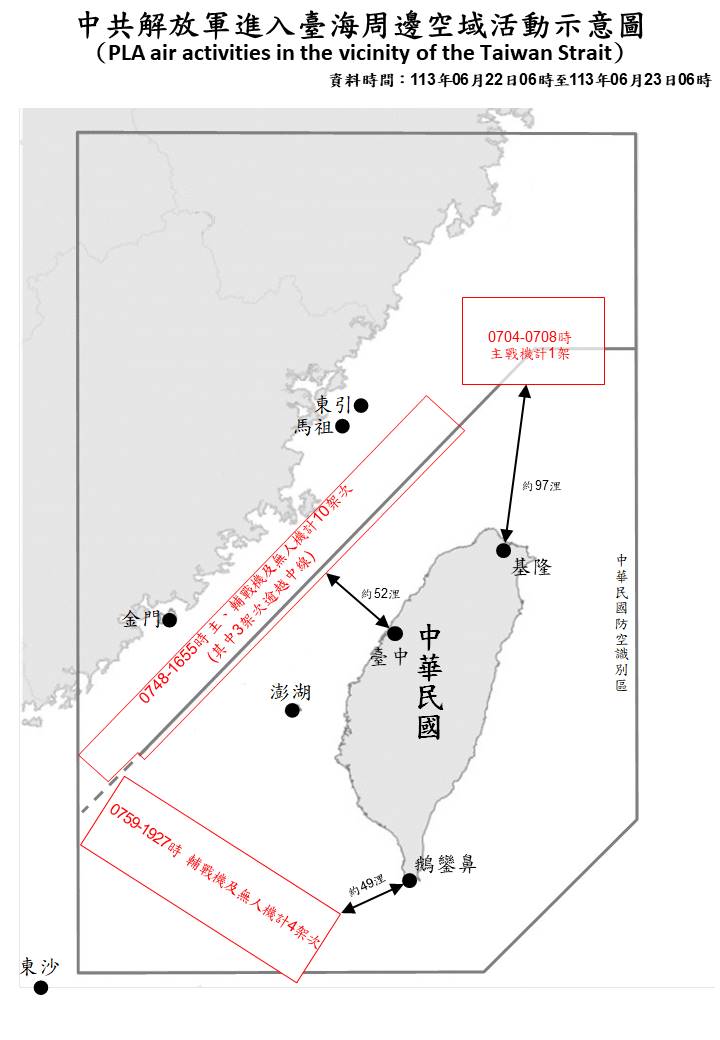 中共解放軍進入臺海周邊空域活動示意圖
（PLA air activities in the vicinity of the Taiwan Strait）
資料時間：113年06月22日06時至113年06月23日06時
0704-0708時
主戰機計1架
東引
馬祖
約97浬
0748-1655時 主、輔戰機及無人機計10架次
(其中3架次逾越中線)
基隆
中華民國防空識別區
約52浬
金門
臺中
中華民國
澎湖
0759-1927時 輔戰機及無人機計4架次
鵝鑾鼻
約49浬
東沙